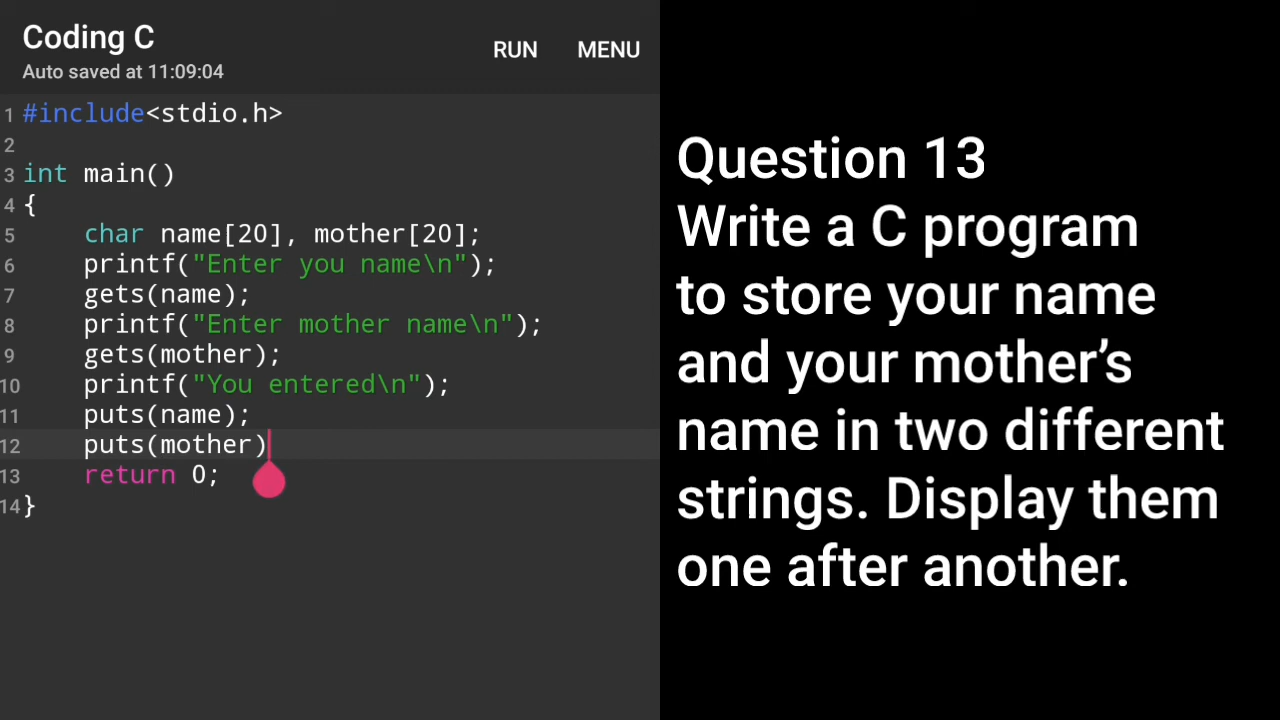 Coding C
RUN MENU
Auto saved at 11:09:04
1 #include<stdio.h>
2
3 int main()
4 {
5 char name[20], mother[20];
6 printf("Enter you name\n");
7 gets(name);
8 printf("Enter mother name\n");
9 gets(mother);
10 printf("You entered\n");
11 puts(name);
12 puts(mother)
13 return 0;
14 }
Question 13
Write a C program
to store your name
and your mother’s
name in two different
strings. Display them
one after another.